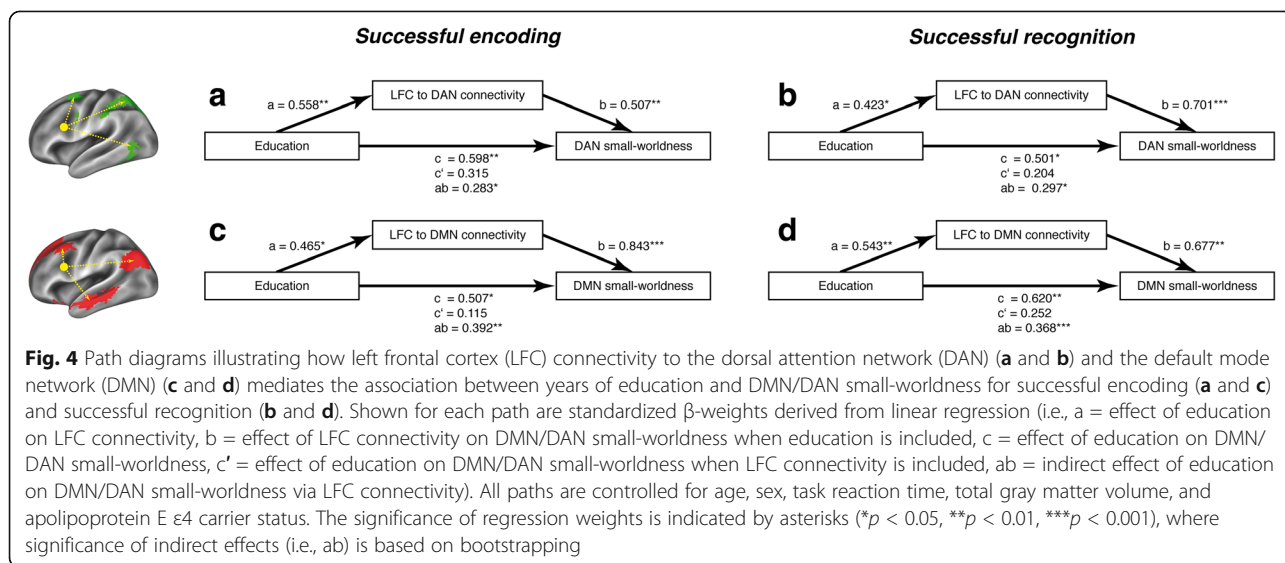 Successful encoding
Successful recognition
a
a = 0.558**
LFC to DAN connectivity
b = 0.507**
Education
DAN small-worldness
c = 0.598**
c' = 0.315
ab = 0.283*
b
a = 0.423*
LFC to DAN connectivity
b = 0.701***
Education
DAN small-worldness
c = 0.501*
c' = 0.204
ab = 0.297*
c
a = 0.465*
LFC to DMN connectivity
b = 0.843***
Education
DMN small-worldness
c = 0.507*
c' = 0.115
ab = 0.392**
d
a = 0.543**
LFC to DMN connectivity
b = 0.677**
Education
DMN small-worldness
c = 0.620**
c' = 0.252
ab = 0.368***
Fig. 4 Path diagrams illustrating how left frontal cortex (LFC) connectivity to the dorsal attention network (DAN) (a and b) and the default mode
network (DMN) (c and d) mediates the association between years of education and DMN/DAN small-worldness for successful encoding (a and c)
and successful recognition (b and d). Shown for each path are standardized β-weights derived from linear regression (i.e., a = effect of education
on LFC connectivity, b = effect of LFC connectivity on DMN/DAN small-worldness when education is included, c = effect of education on DMN/
DAN small-worldness, c' = effect of education on DMN/DAN small-worldness when LFC connectivity is included, ab = indirect effect of education
on DMN/DAN small-worldness via LFC connectivity). All paths are controlled for age, sex, task reaction time, total gray matter volume, and
apolipoprotein E ε4 carrier status. The significance of regression weights is indicated by asterisks (*p < 0.05, **p < 0.01, ***p < 0.001), where
significance of indirect effects (i.e., ab) is based on bootstrapping